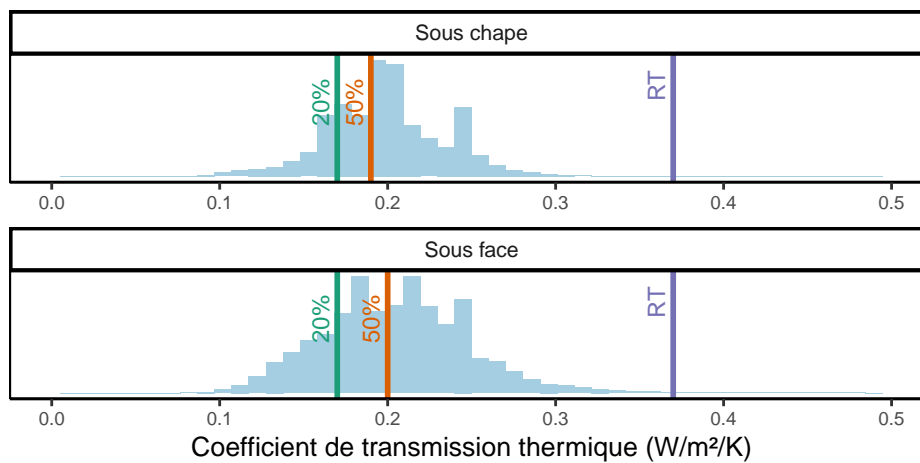 Sous chape
20%
50%
RT
0.0 0.1 0.2 0.3 0.4 0.5
Sous face
20%
50%
RT
0.0 0.1 0.2 0.3 0.4 0.5
Coefficient de transmission thermique (W/m²/K)